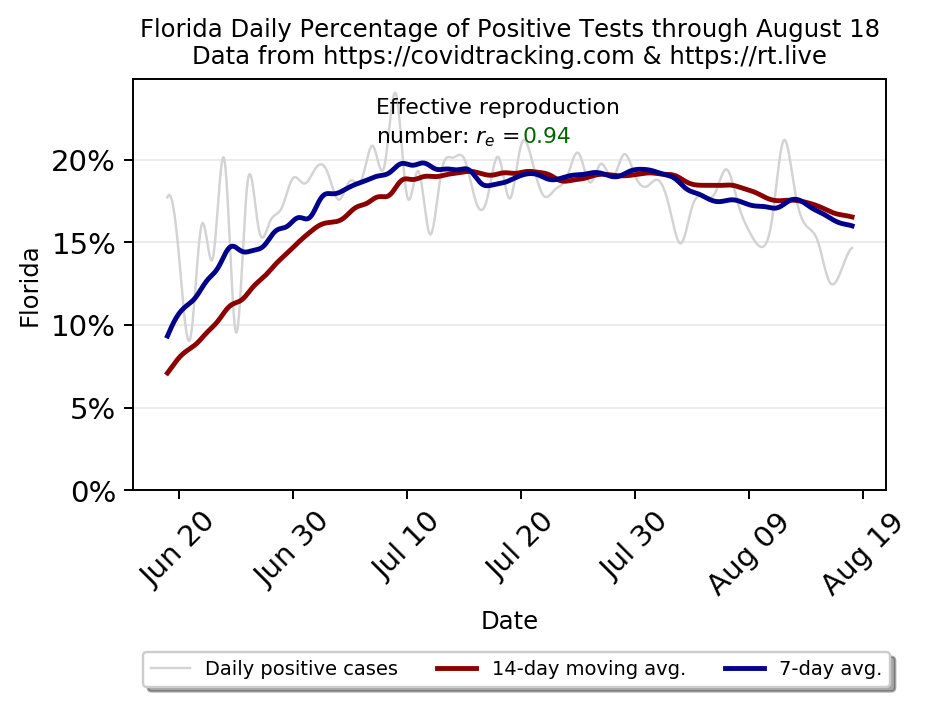 Florida Daily Percentage of Positive Tests through August 18
Data from https://covidtracking.com & https://rt.live
Effective reproduction
number: rₑ =0.94
20%
15%
10%
5%
0%
Florida
Jun 20
Jun 30
Jul 10
Jul 20
Jul 30
Aug 09
Aug 19
Date
Daily positive cases
14-day moving avg.
7-day avg.